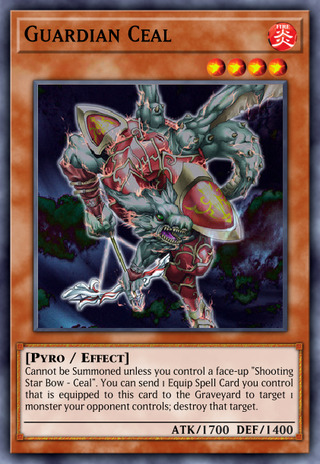 Guardian Ceal
FIRE
炎
[Pyro / Effect]
Cannot be Summoned unless you control a face-up "Shooting
Star Bow - Ceal". You can send 1 Equip Spell Card you control
that is equipped to this card to the Graveyard to target 1
monster your opponent controls; destroy that target.
ATK/1700 DEF/1400